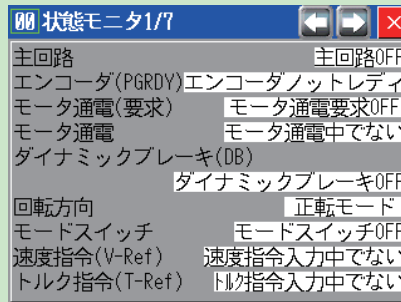 00 状態モニタ1/7
主回路 主回路OFF
エンコーダ(PGRDY) エンコーダノットレディ
モータ通電(要求) モータ通電要求OFF
モータ通電 モータ通電中でない
ダイナミックブレーキ(DB)
ダイナミックブレーキOFF
回転方向 正転モード
モードスイッチ モードスイッチOFF
速度指令(V-Ref) 速度指令入力中でない
トルク指令(T-Ref) トルク指令入力中でない